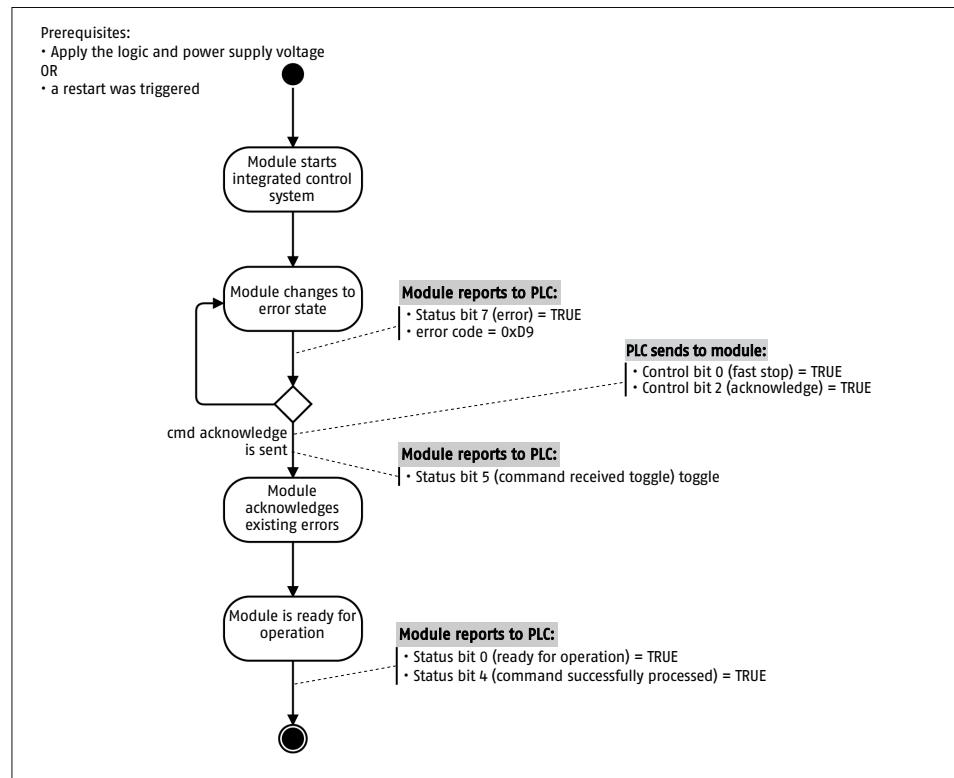 Prerequisites:
• Apply the logic and power supply voltage
OR
• a restart was triggered
Module starts
integrated control
system
Module changes to
error state
Module reports to PLC:
• Status bit 7 (error) = TRUE
• error code = 0xD9
PLC sends to module:
• Control bit 0 (fast stop) = TRUE
• Control bit 2 (acknowledge) = TRUE
cmd acknowledge
is sent
Module reports to PLC:
• Status bit 5 (command received toggle) toggle
Module
acknowledges
existing errors
Module is ready for
operation
Module reports to PLC:
• Status bit 0 (ready for operation) = TRUE
• Status bit 4 (command successfully processed) = TRUE